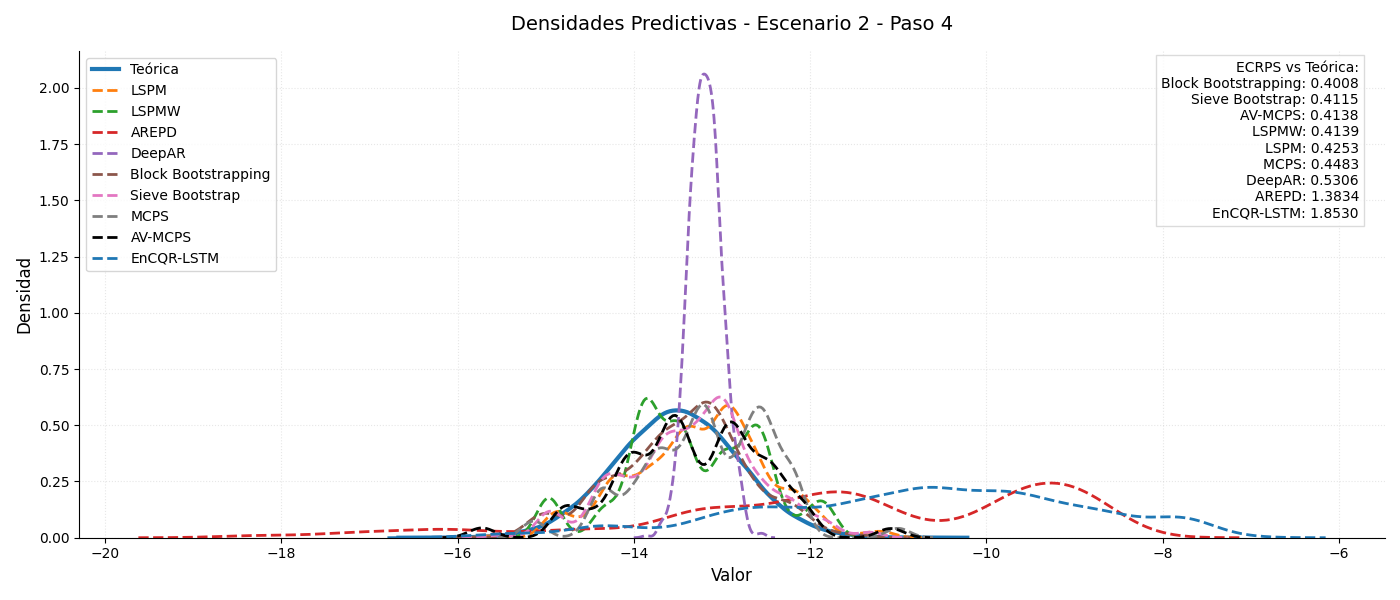 Densidades Predictivas - Escenario 2 - Paso 4
Densidad
2.00
1.75
1.50
1.25
1.00
0.75
0.50
0.25
0.00
Teórica
LSPM
LSPMW
AREPD
DeepAR
Block Bootstrapping
Sieve Bootstrap
MCPS
AV-MCPS
EnCQR-LSTM
ECRPS vs Teórica:
Block Bootstrapping: 0.4008
Sieve Bootstrap: 0.4115
AV-MCPS: 0.4138
LSPMW: 0.4139
LSPM: 0.4253
MCPS: 0.4483
DeepAR: 0.5306
AREPD: 1.3834
EnCQR-LSTM: 1.8530
−20 −18 −16 −14 −12 −10 −8 −6
Valor